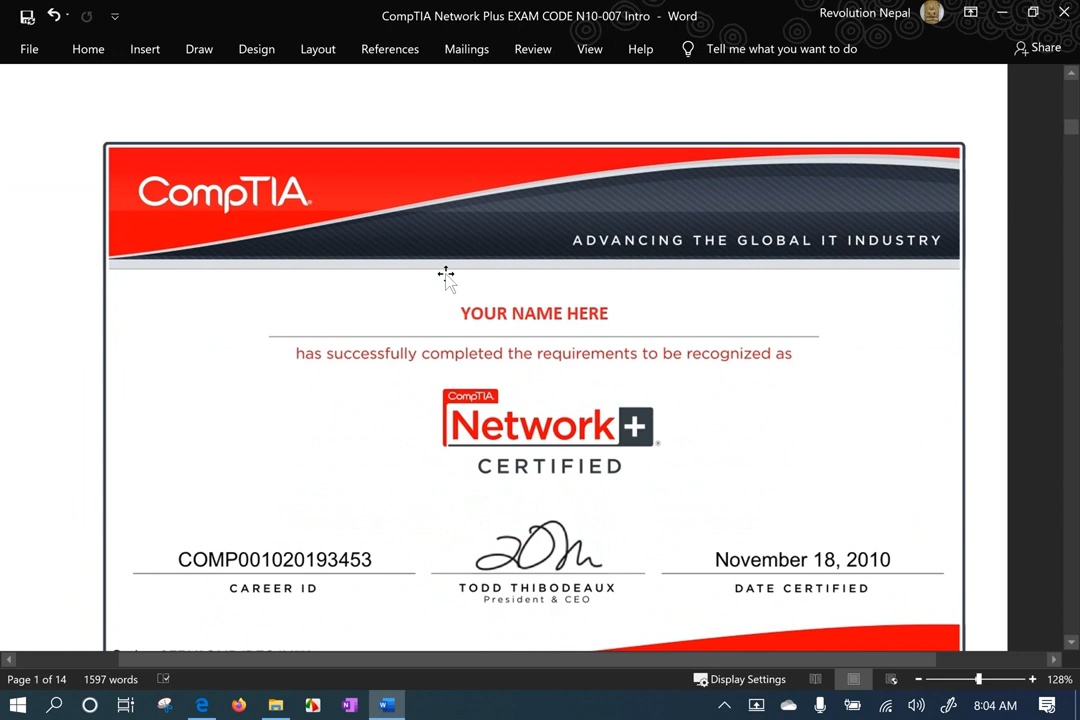 CompTIA Network Plus EXAM CODE N10-007 Intro - Word
Revolution Nepal
File Home Insert Draw Design Layout References Mailings Review View Help Tell me what you want to do Share
CompTIA
ADVANCING THE GLOBAL IT INDUSTRY
YOUR NAME HERE
has successfully completed the requirements to be recognized as
CompTIA
Network+
CERTIFIED
COMP001020193453
CAREER ID
TODD THIBODEAUX
President & CEO
November 18, 2010
DATE CERTIFIED
Page 1 of 14 1597 words Display Settings 128%
8:04 AM